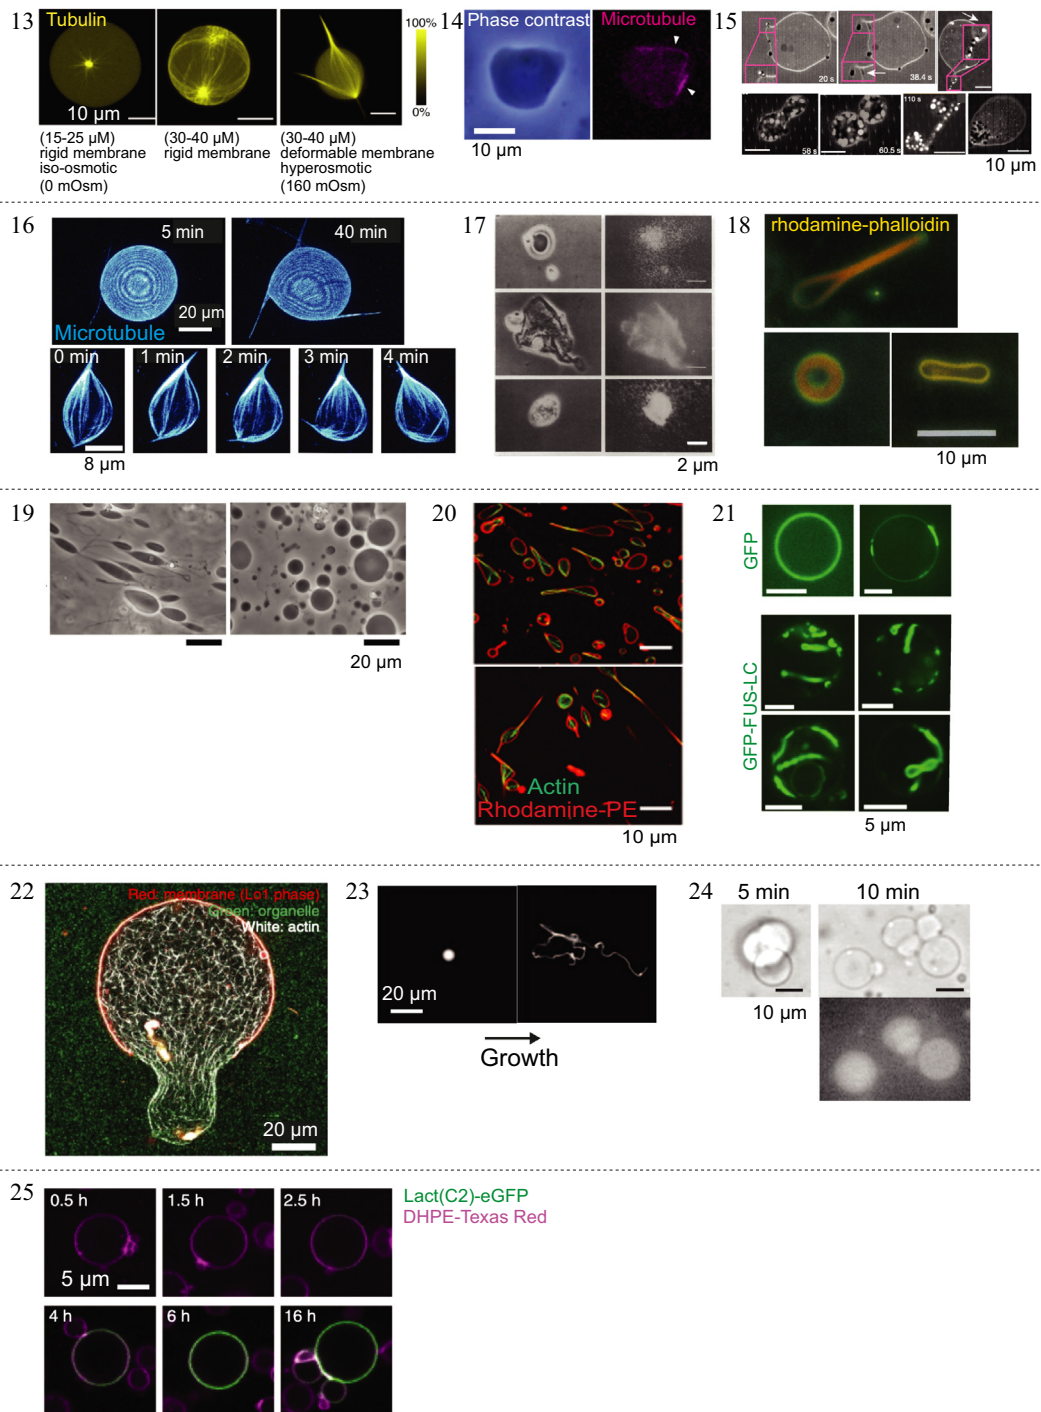 13
Tubulin
10 μm
100%
0%
(15-25 μM)
rigid membrane
iso-osmotic
(0 mOsm)
(30-40 μM)
rigid membrane
(30-40 μM)
deformable membrane
hyperosmotic
(160 mOsm)
14
Phase contrast
Microtubule
10 μm
15
20 s
38.4 s
58 s
60.5 s
110 s
10 μm
16
5 min
40 min
20 μm
Microtubule
0 min
1 min
2 min
3 min
4 min
8 μm
17
2 μm
18
rhodamine-phalloidin
10 μm
19
20 μm
20
Actin
Rhodamine-PE
10 μm
21
GFP
GFP-FUS-LC
5 μm
22
Red: membrane (Lo1 phase)
Green: organelle
White: actin
20 μm
23
20 μm
Growth
24
5 min
10 min
10 μm
25
0.5 h
1.5 h
2.5 h
Lact(C2)-eGFP
DHPE-Texas Red
5 μm
4 h
6 h
16 h